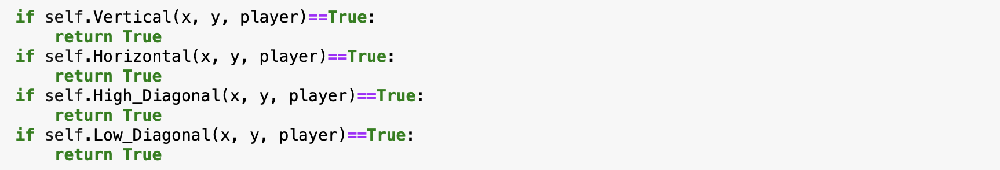 if self.Vertical(x, y, player)==True:
    return True
if self.Horizontal(x, y, player)==True:
    return True
if self.High_Diagonal(x, y, player)==True:
    return True
if self.Low_Diagonal(x, y, player)==True:
    return True